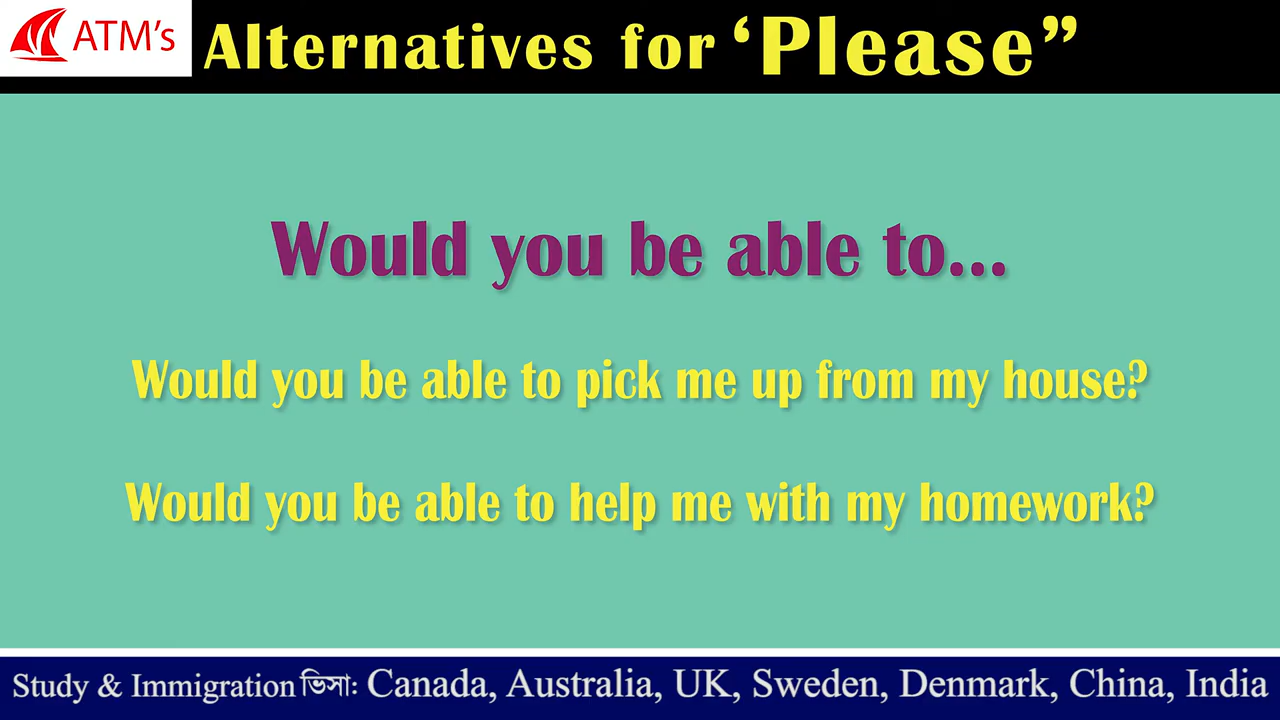 ATM's
Alternatives for ‘Please”
Would you be able to...
Would you be able to pick me up from my house?
Would you be able to help me with my homework?
Study & Immigration ভিসা: Canada, Australia, UK, Sweden, Denmark, China, India